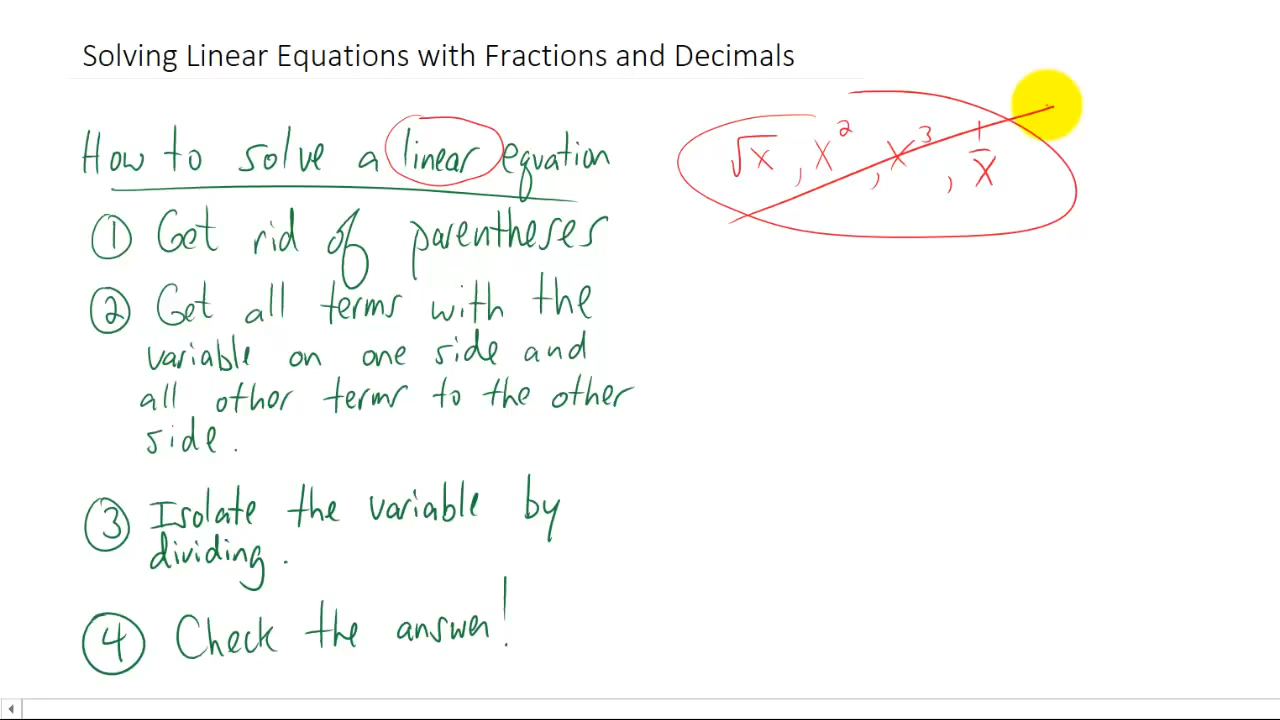 Solving Linear Equations with Fractions and Decimals
How to solve a linear equation
√x , x² , x³ , 1/x
① Get rid of parentheses
② Get all terms with the
variable on one side and
all other terms to the other
side.
③ Isolate the variable by
dividing.
④ Check the answer!